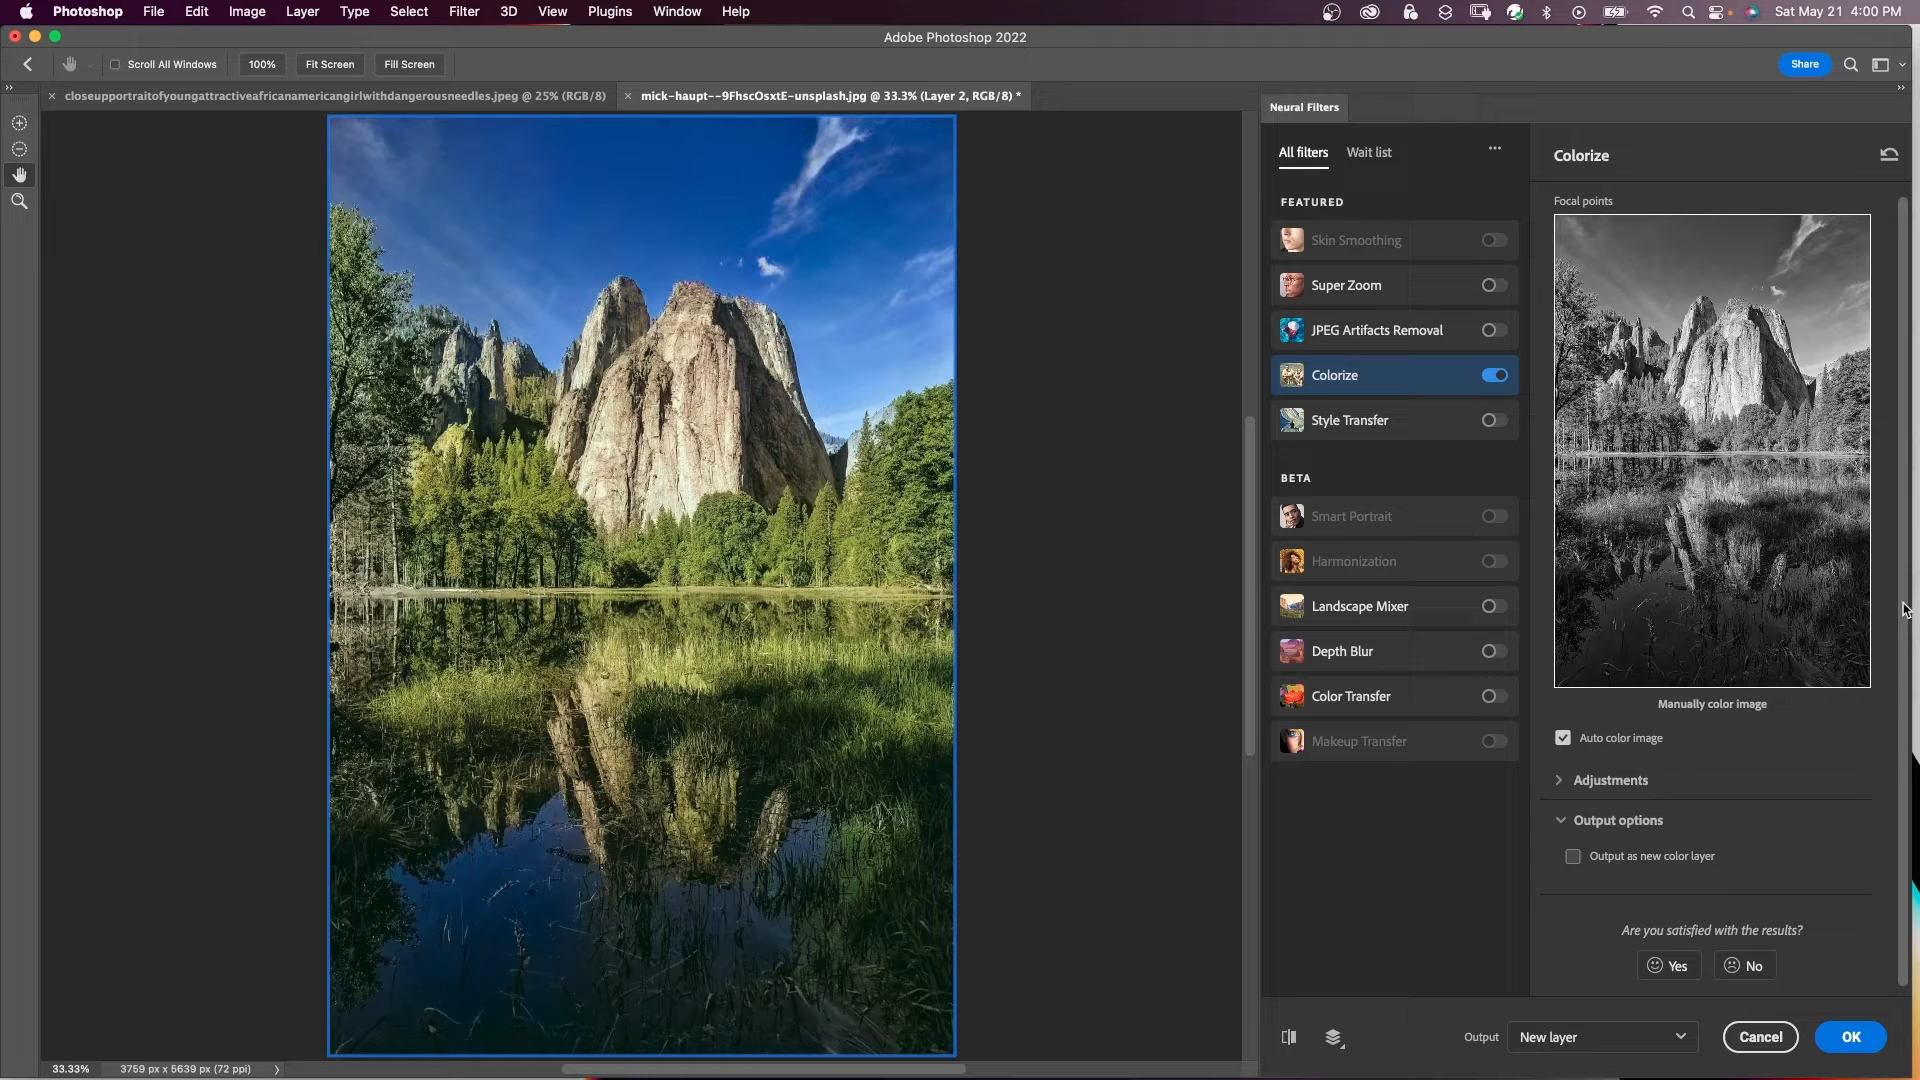 Photoshop File Edit Image Layer Type Select Filter 3D View Plugins Window Help Sat May 21 4:00 PM
Adobe Photoshop 2022
Scroll All Windows 100% Fit Screen Fill Screen Share
closeupportraitofyoungattractiveafricanamericangirlwithdangerousneedles.jpeg @ 25% (RGB/8) mick-haupt--9FhscOsxtE-unsplash.jpg @ 33.3% (Layer 2, RGB/8) *
Neural Filters
All filters Wait list
FEATURED
Skin Smoothing
Super Zoom
JPEG Artifacts Removal
Colorize
Style Transfer
BETA
Smart Portrait
Harmonization
Landscape Mixer
Depth Blur
Color Transfer
Makeup Transfer
Colorize
Focal points
Manually color image
Auto color image
Adjustments
Output options
Output as new color layer
Are you satisfied with the results?
Yes No
Output New layer Cancel OK
33.33% 3759 px x 5639 px (72 ppi)